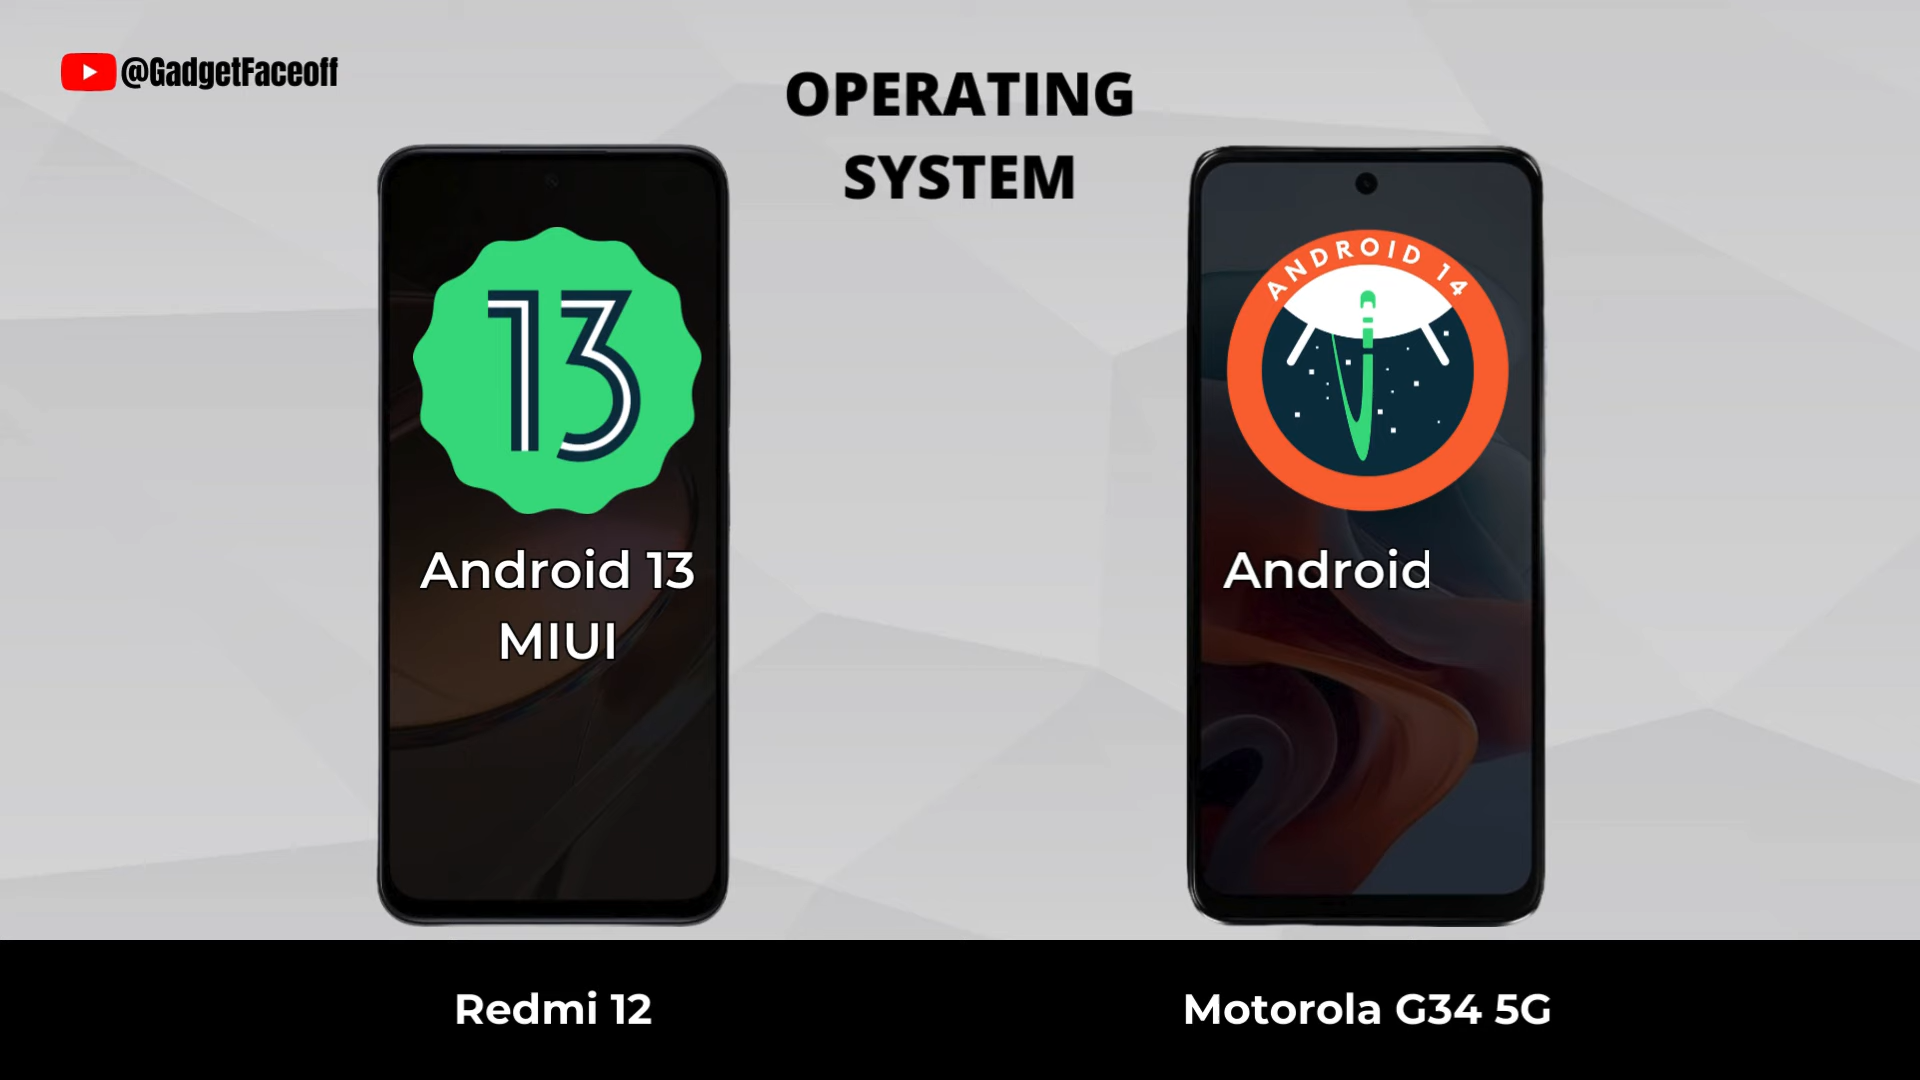 @GadgetFaceoff
OPERATING
SYSTEM
13
ANDROID 14
Android 13
MIUI
Android
Redmi 12
Motorola G34 5G